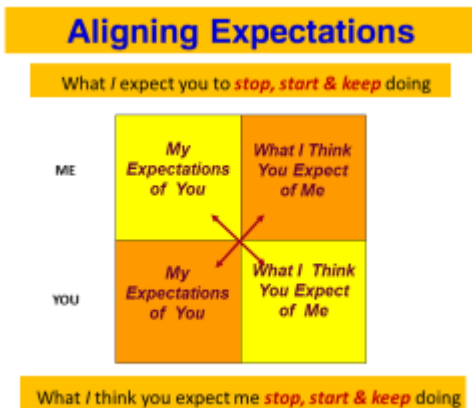 Aligning Expectations
What I expect you to stop, start & keep doing
ME
My
Expectations
of You
What I Think
You Expect
of Me
YOU
My
Expectations
of You
What I Think
You Expect
of Me
What I think you expect me stop, start & keep doing